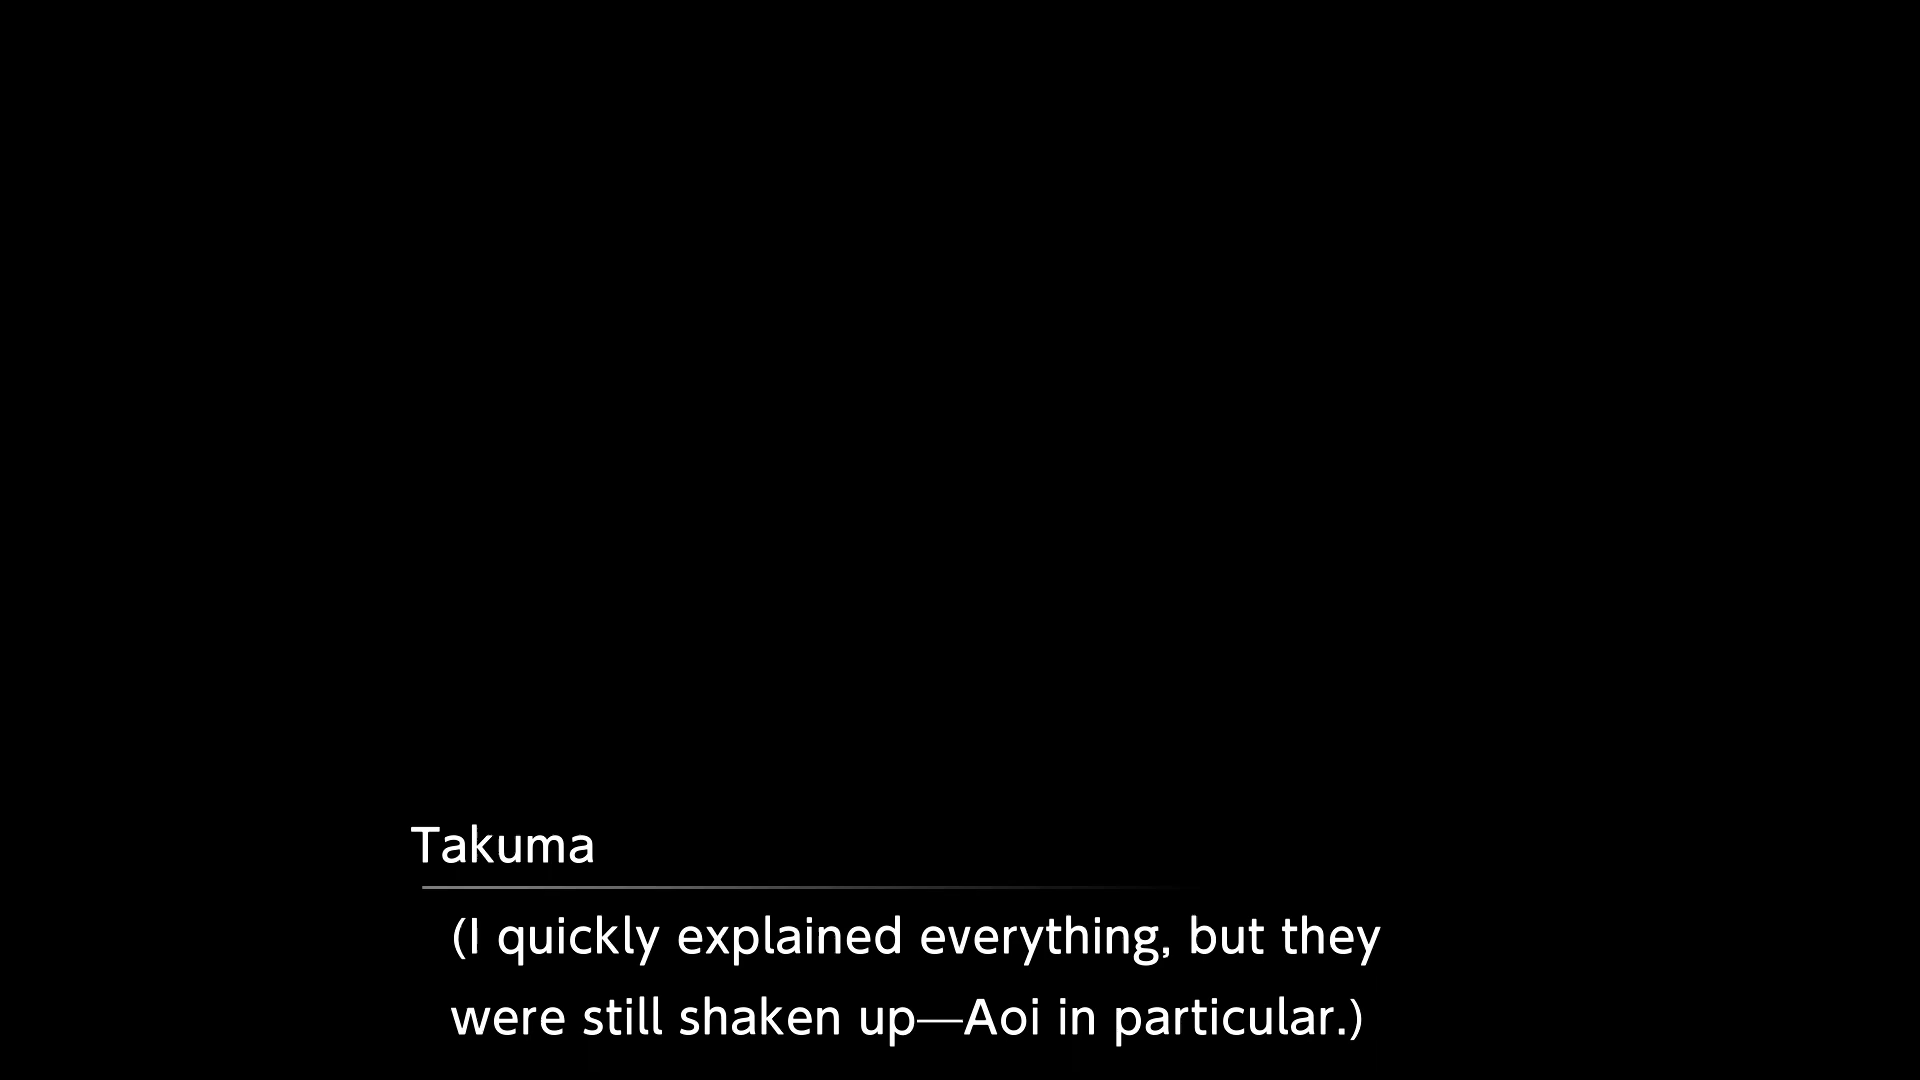 Takuma
(I quickly explained everything, but they
were still shaken up—Aoi in particular.)